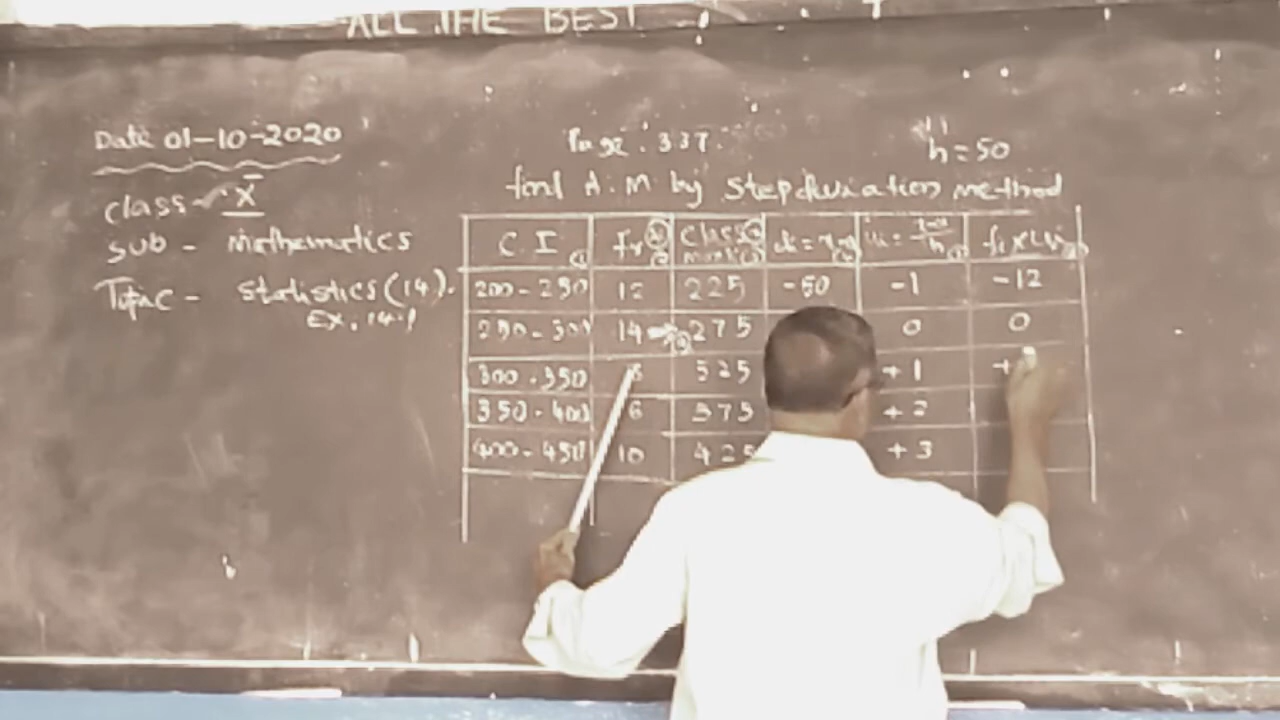 ALL THE BEST
Date 01-10-2020
Page : 337.
h = 50
class - X
find A.M by step deviation method
sub - Mathematics
Topic - Statistics (14).
Ex. 14.1
C.I Class
200 - 250 12 225 -50 -1 -12
250 - 300 14 275 0 0
300 - 350 325 +1 +
350 - 400 6 375 +2
400 - 450 10 425 +3